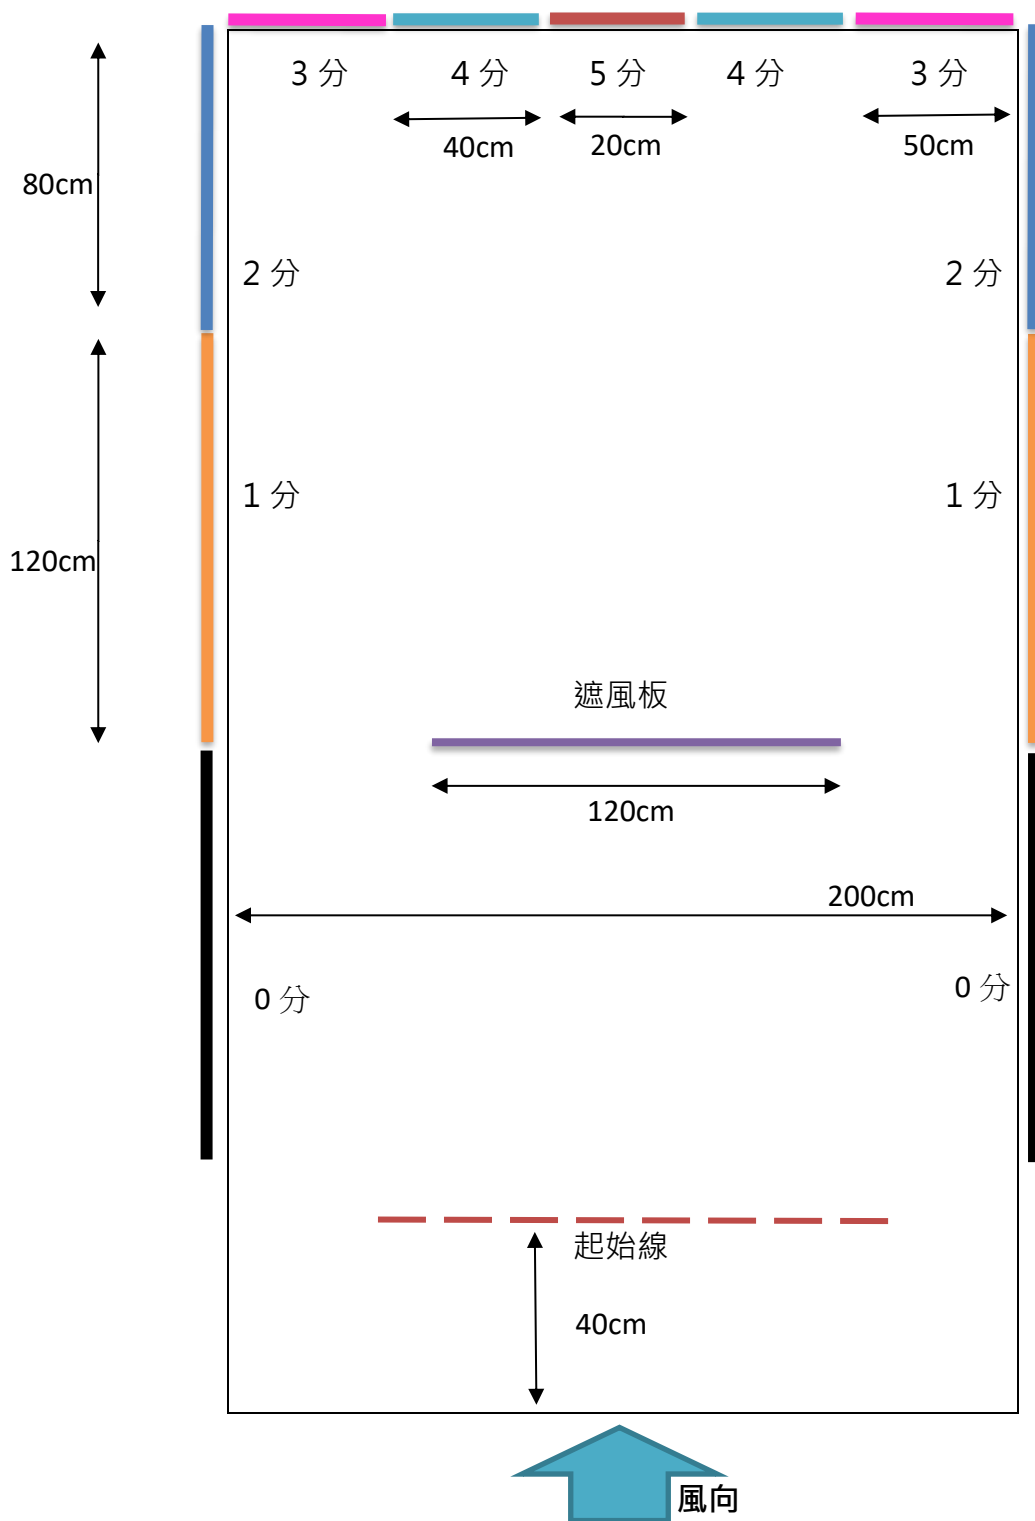 3 分 4 分 5 分 4 分 3 分
40cm 20cm 50cm
80cm
2 分 2 分
1 分 1 分
120cm
遮風板
120cm
200cm
0 分 0 分
起始線
40cm
風向